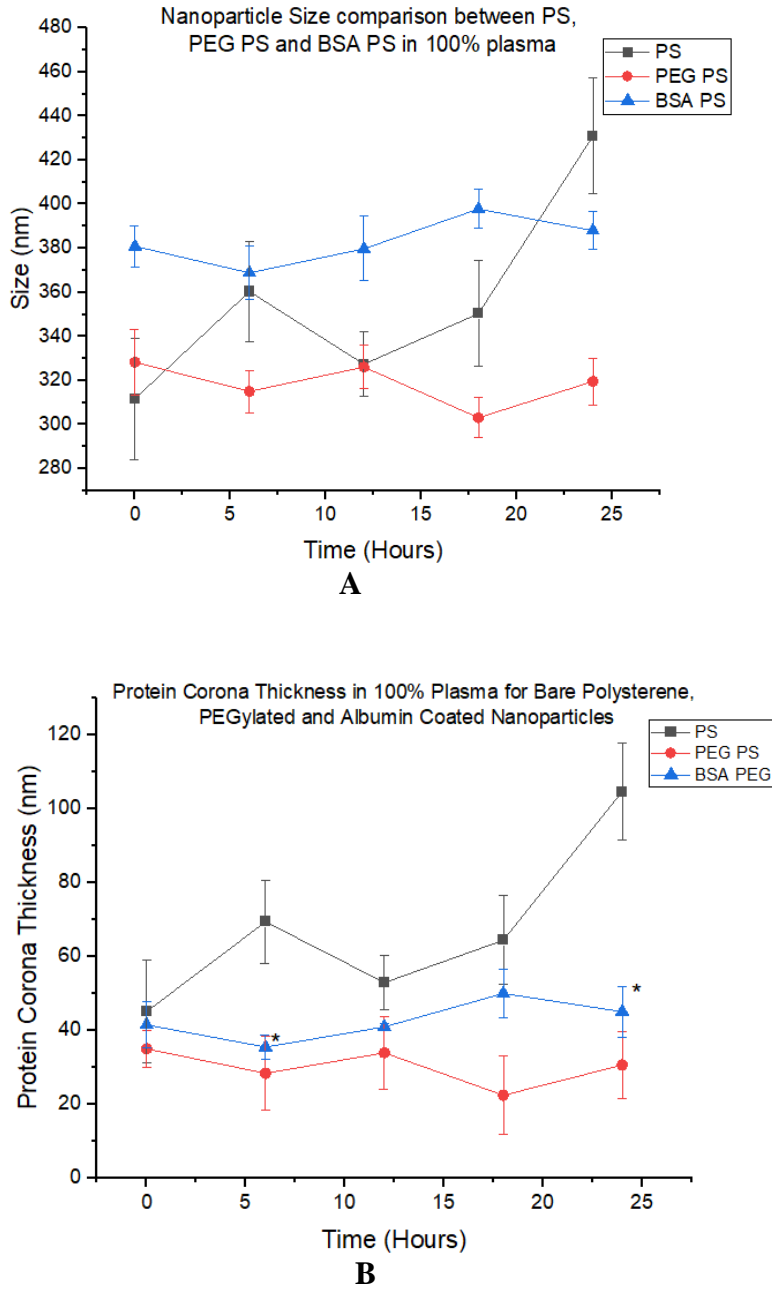 Nanoparticle Size comparison between PS,
PEG PS and BSA PS in 100% plasma
480
460
440
420
400
380
360
340
320
300
280
Size (nm)
PS
PEG PS
BSA PS
0
5
10
15
20
25
Time (Hours)
A
Protein Corona Thickness in 100% Plasma for Bare Polysterene,
PEGylated and Albumin Coated Nanoparticles
120
100
80
60
40
20
0
Protein Corona Thickness (nm)
PS
PEG PS
BSA PEG
*
*
0
5
10
15
20
25
Time (Hours)
B